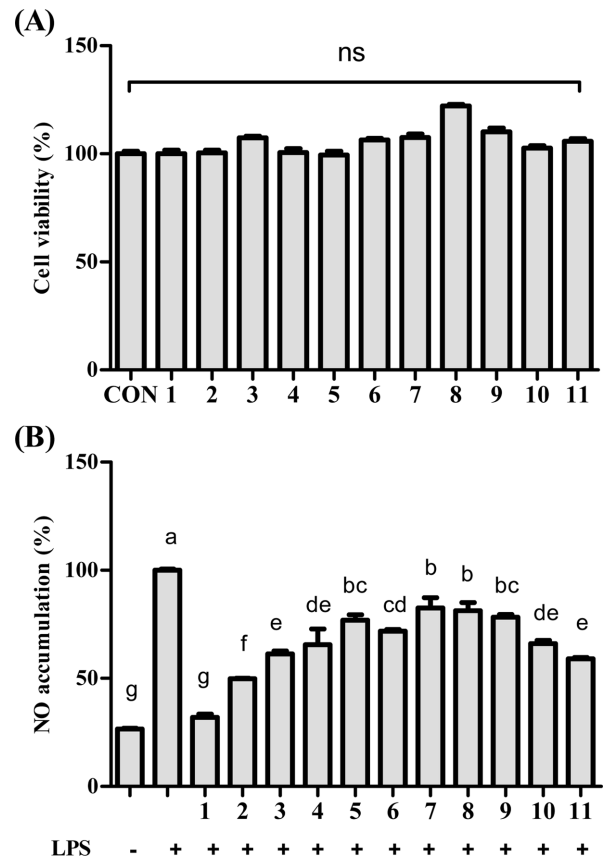 (A)
150
ns
100
50
0
Cell viability (%)
CON 1 2 3 4 5 6 7 8 9 10 11
(B)
150
a
100
b b
bc bc
de cd de
e e
f
50
g g
0
NO accumulation (%)
1 2 3 4 5 6 7 8 9 10 11
LPS - + + + + + + + + + + + +